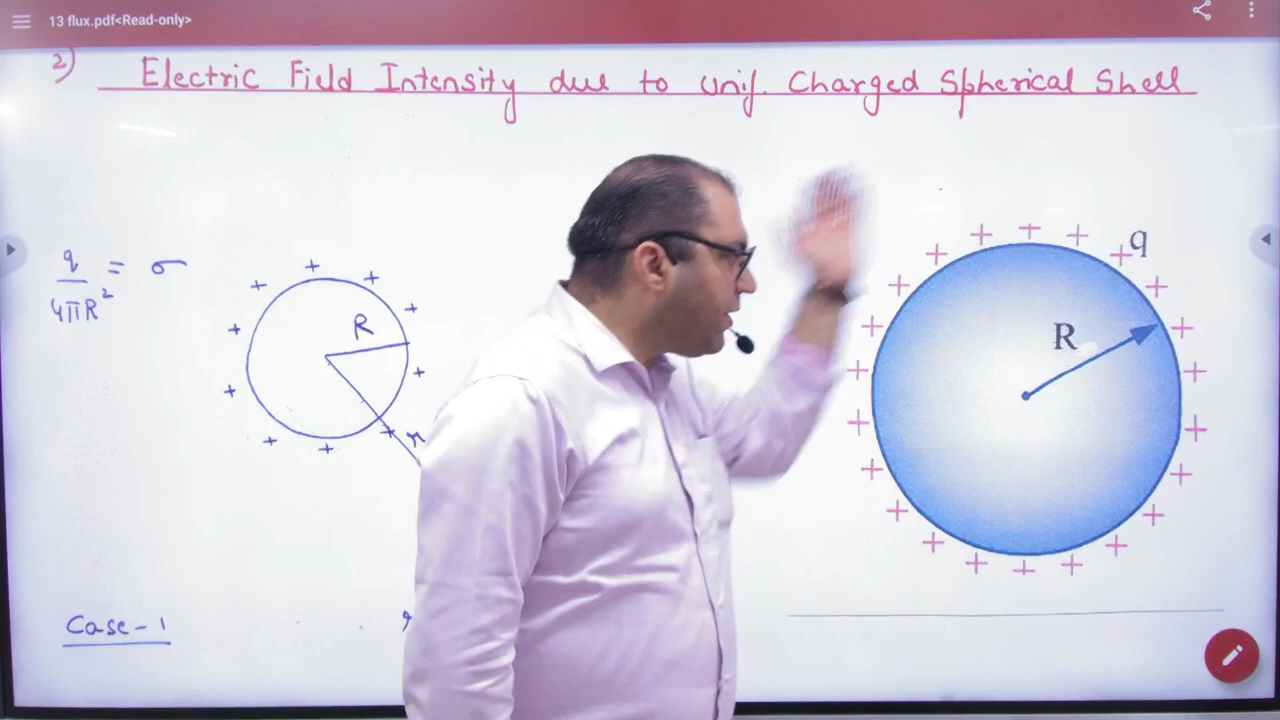 13 flux.pdf<Read-only>
2) Electric Field Intensity due to unif. Charged Spherical Shell
q/4πR² = σ
R
r
q
R
Case-1